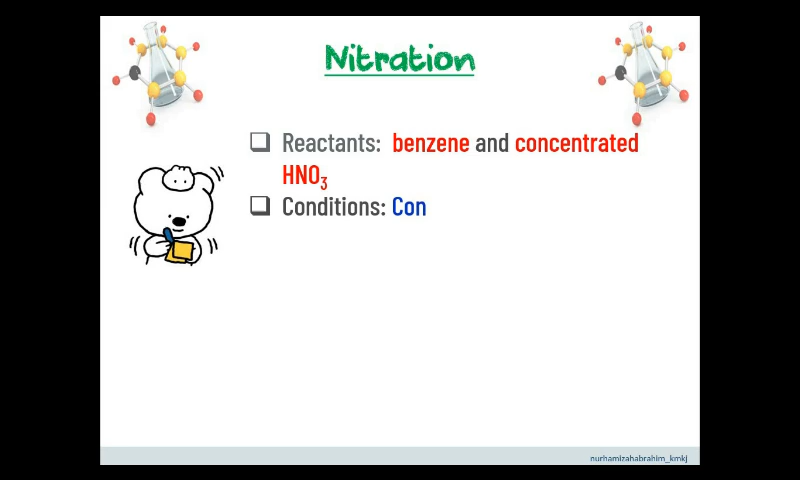 Nitration
Reactants: benzene and concentrated
HNO₃
Conditions: Con
nurhamizahabrahim_kmkj